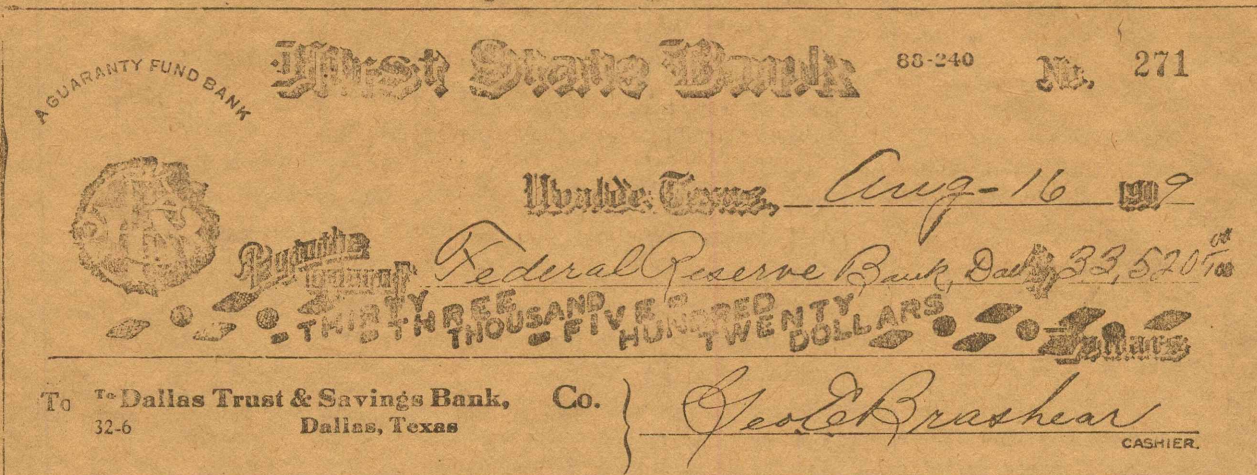 A GUARANTY FUND BANK
First State Bank 88-240 No. 271
Uvalde, Texas, Aug-16 1919
Pay to the order of Federal Reserve Bank, Dallas $33,520 00/100
THIRTY THREE THOUSAND FIVE HUNDRED TWENTY DOLLARS Dollars
To To Dallas Trust & Savings Bank, Co.
32-6 Dallas, Texas
Geo. E Brashear
CASHIER.